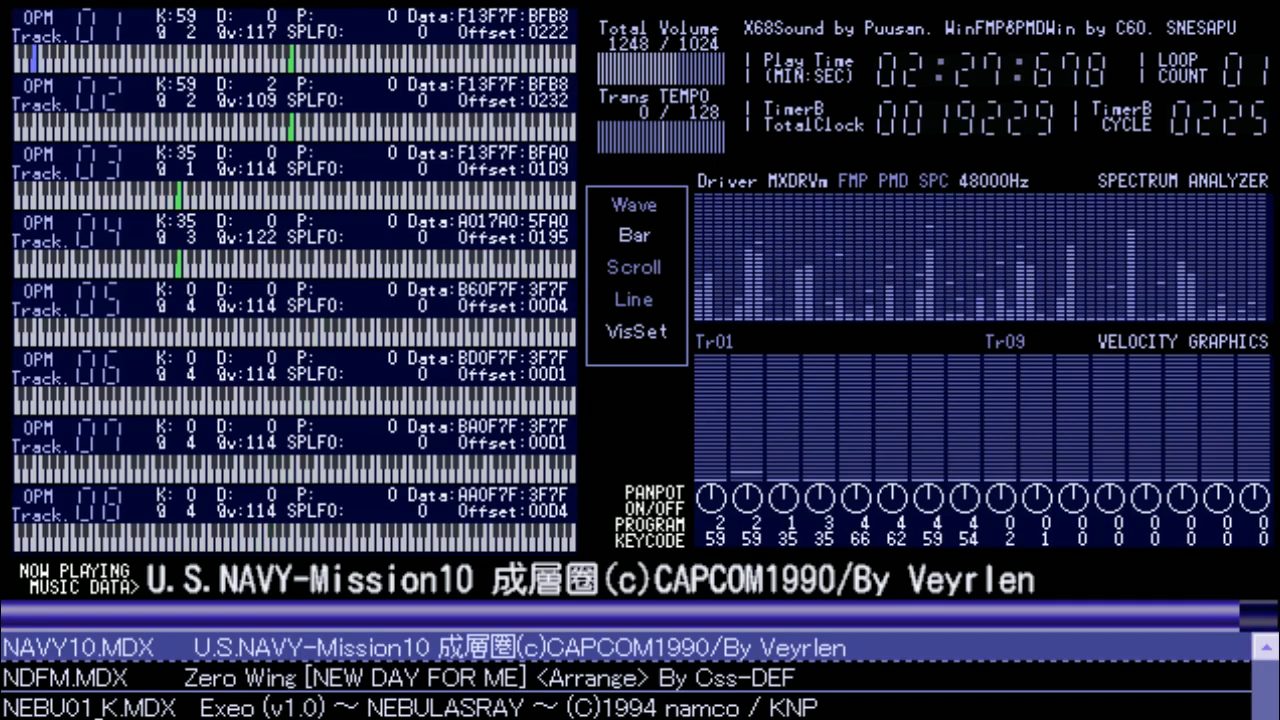 OPM Track. 01 K:59 D: 0 P: 0 Data:F13F7F:BFB8
@ 2 @v:117 SPLFO: 0 Offset:0222
OPM Track. 02 K:59 D: 2 P: 0 Data:F13F7F:BFB8
@ 2 @v:109 SPLFO: 0 Offset:0232
OPM Track. 03 K:35 D: 0 P: 0 Data:F13F7F:BFA0
@ 1 @v:122 SPLFO: 0 Offset:01D9
OPM Track. 04 K:35 D: 0 P: 0 Data:A017A0:5FA0
@ 3 @v:122 SPLFO: 0 Offset:0195
OPM Track. 05 K: 0 D: 0 P: 0 Data:B60F7F:3F7F
@ 4 @v:114 SPLFO: 0 Offset:00D4
OPM Track. 06 K: 0 D: 0 P: 0 Data:BD0F7F:3F7F
@ 4 @v:114 SPLFO: 0 Offset:00D1
OPM Track. 07 K: 0 D: 0 P: 0 Data:BA0F7F:3F7F
@ 4 @v:114 SPLFO: 0 Offset:00D1
OPM Track. 08 K: 0 D: 0 P: 0 Data:AA0F7F:3F7F
@ 4 @v:114 SPLFO: 0 Offset:00D4
Total Volume
1248 / 1024
Trans TEMPO
0 / 128
X68Sound by Puusan. WinFMP&PMDWin by C60. SNESAPU
Play Time (MIN:SEC) 02:27:678 LOOP COUNT 01
TimerB TotalClock 0019229 TimerB CYCLE 0225
Driver MXDRVm FMP PMD SPC 48000Hz SPECTRUM ANALYZER
Wave
Bar
Scroll
Line
VisSet
Tr01 Tr09 VELOCITY GRAPHICS
PANPOT
ON/OFF
PROGRAM 2 2 1 3 4 4 4 4 0 0 0 0 0 0 0 0
KEYCODE 59 59 35 35 66 62 59 54 2 1 0 0 0 0 0 0
NOW PLAYING
MUSIC DATA> U.S.NAVY-Mission10 成層圏(c)CAPCOM1990/By Veyrlen
NAVY10.MDX U.S.NAVY-Mission10 成層圏(c)CAPCOM1990/By Veyrlen
NDFM.MDX Zero Wing [NEW DAY FOR ME] <Arrange> By Css-DEF
NEBU01_K.MDX Exeo (v1.0) ～ NEBULASRAY ～ (C)1994 namco / KNP